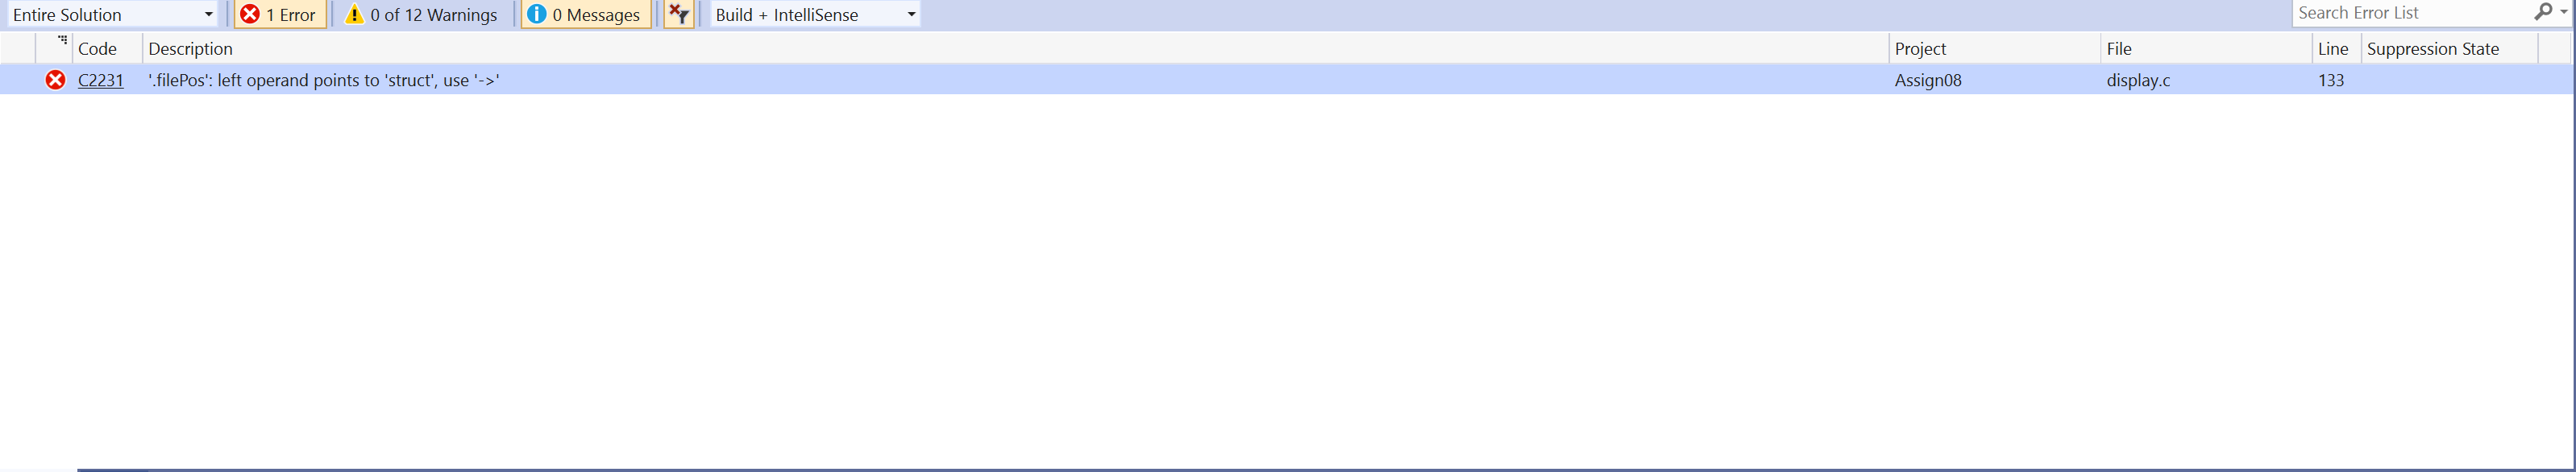 Entire Solution 1 Error 0 of 12 Warnings 0 Messages Build + IntelliSense Search Error List
Code Description Project File Line Suppression State
C2231 '.filePos': left operand points to 'struct', use '->' Assign08 display.c 133